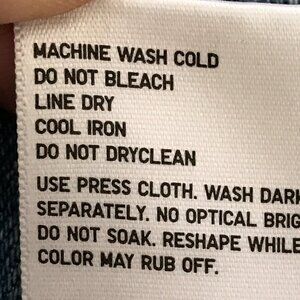 MACHINE WASH COLD
DO NOT BLEACH
LINE DRY
COOL IRON
DO NOT DRYCLEAN
USE PRESS CLOTH. WASH DARK
SEPARATELY. NO OPTICAL BRIG
DO NOT SOAK. RESHAPE WHILE
COLOR MAY RUB OFF.